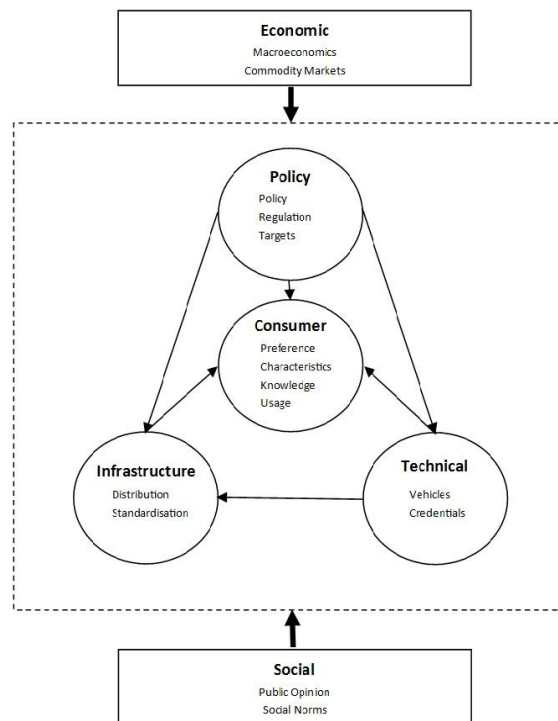 Economic
Macroeconomics
Commodity Markets
Policy
Policy
Regulation
Targets
Consumer
Preference
Characteristics
Knowledge
Usage
Infrastructure
Distribution
Standardisation
Technical
Vehicles
Credentials
Social
Public Opinion
Social Norms